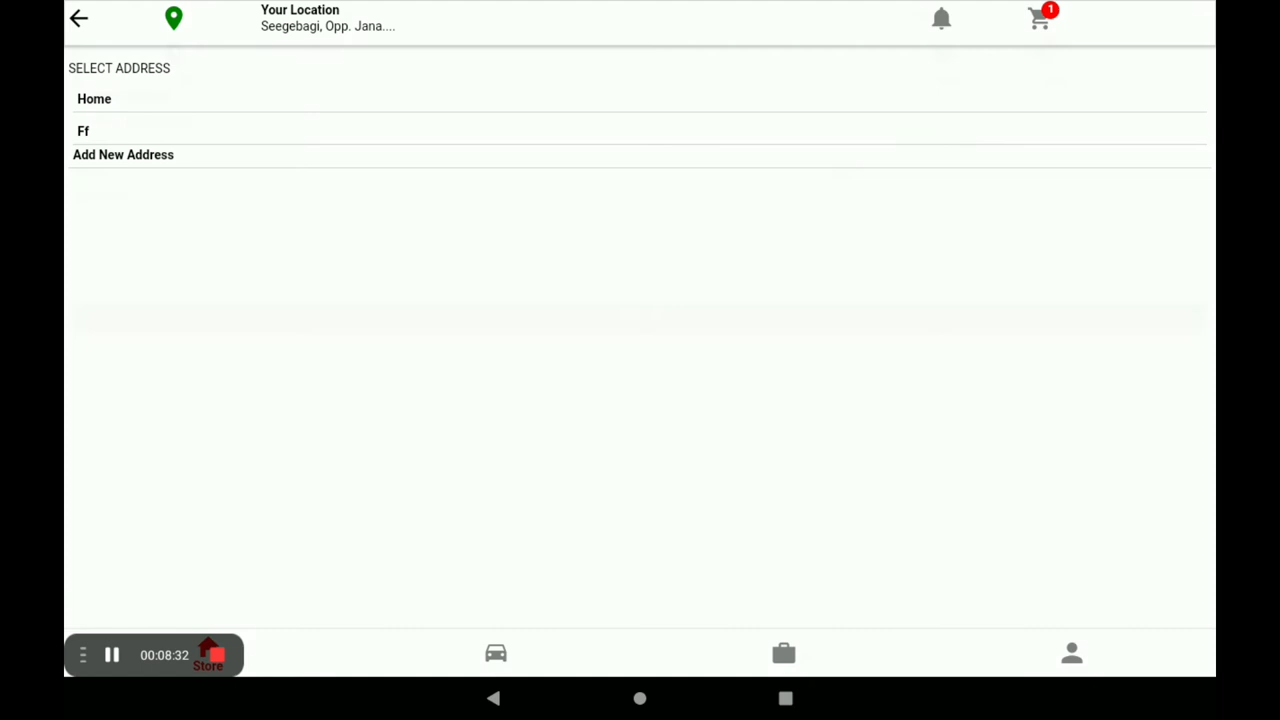 Your Location
Seegebagi, Opp. Jana....
1
SELECT ADDRESS
Home
Ff
Add New Address
00:08:32
Store